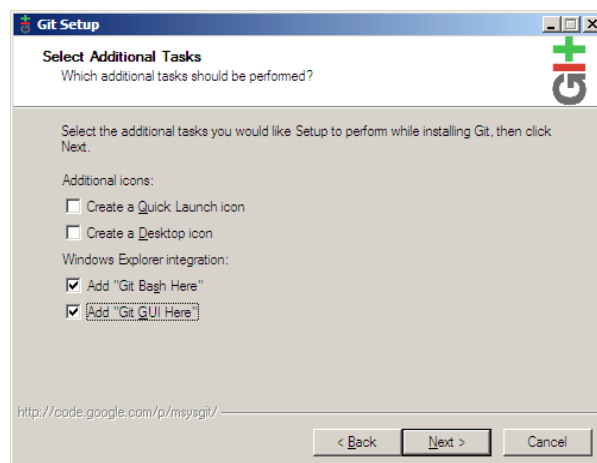 Git Setup
Select Additional Tasks
Which additional tasks should be performed?
git
Select the additional tasks you would like Setup to perform while installing Git, then click
Next.
Additional icons:
Create a Quick Launch icon
Create a Desktop icon
Windows Explorer integration:
Add "Git Bash Here"
Add "Git GUI Here"
http://code.google.com/p/msysgit/
< Back
Next >
Cancel